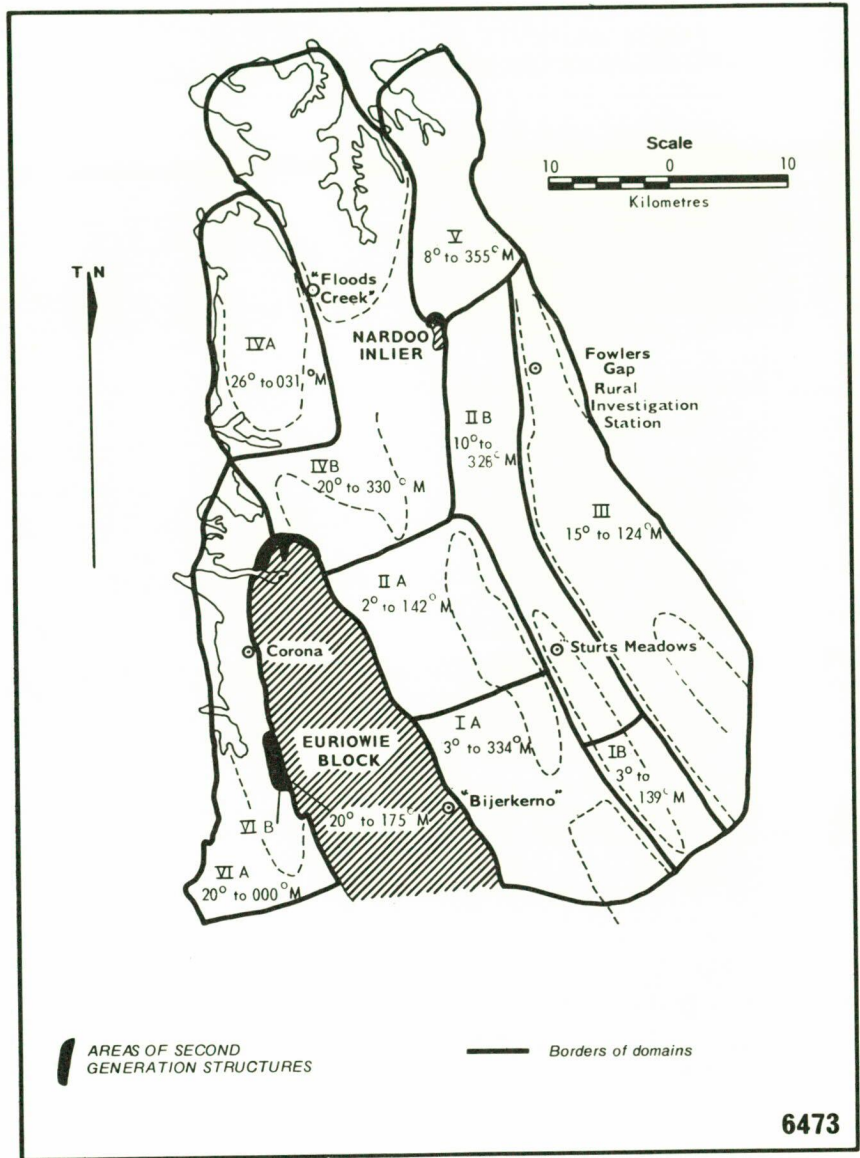 Scale
10 0 10
Kilometres
T N
V
8° to 355° M
"Floods
Creek"
NARDOO
INLIER
IV A
26° to 031 °M
Fowlers
Gap
Rural
Investigation
Station
II B
10° to
326° M
IV B
20° to 330 ° M
III
15° to 124° M
II A
2° to 142° M
Corona
"Sturts Meadows"
I A
3° to 334° M
EURIOWIE
BLOCK
I B
3° to
139° M
"Bijerkerno"
20° to 175° M
VI B
VI A
20° to 000 °M
AREAS OF SECOND
GENERATION STRUCTURES
Borders of domains
6473